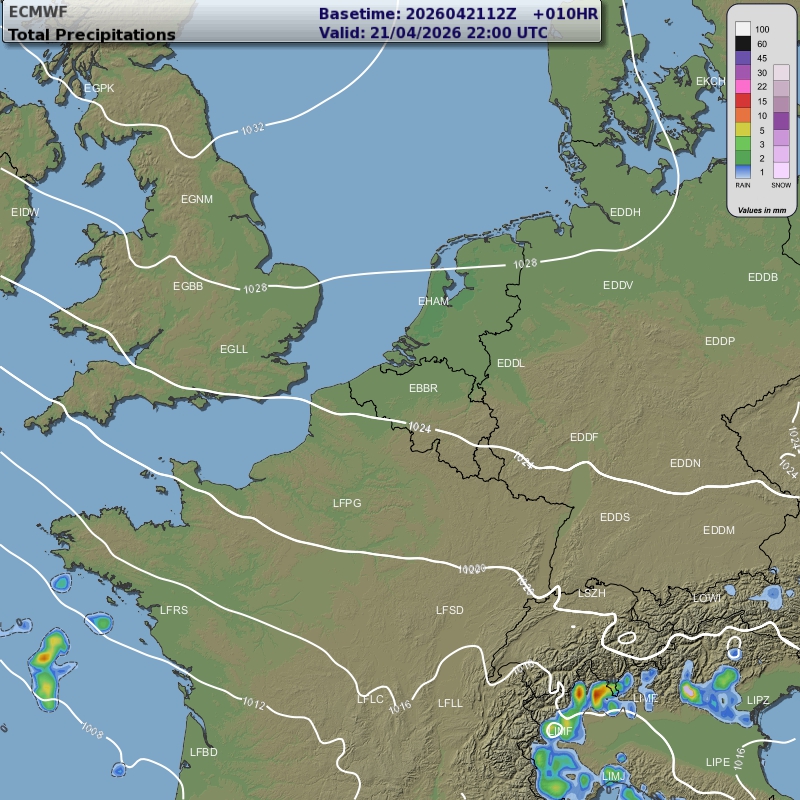 ECMWF
Basetime: 2026042112Z +010HR
Total Precipitations
Valid: 21/04/2026 22:00 UTC
100
60
45
30
22
15
10
5
3
2
1
RAIN SNOW
Values in mm
EGPK
EKCH
1032
EGNM
EIDW
EDDH
1028
EDDB
EGBB
1028
EDDV
EHAM
EDDP
EGLL
EDDL
EBBR
1024
EDDF
1024
1024
1024
EDDN
LFPG
EDDS
EDDM
1020
LSZH
LOWI
LFRS
LFSD
1012
LFLC
1016
LFLL
LIPZ
1008
LIMF
LFBD
1016
LIPE
LIMJ